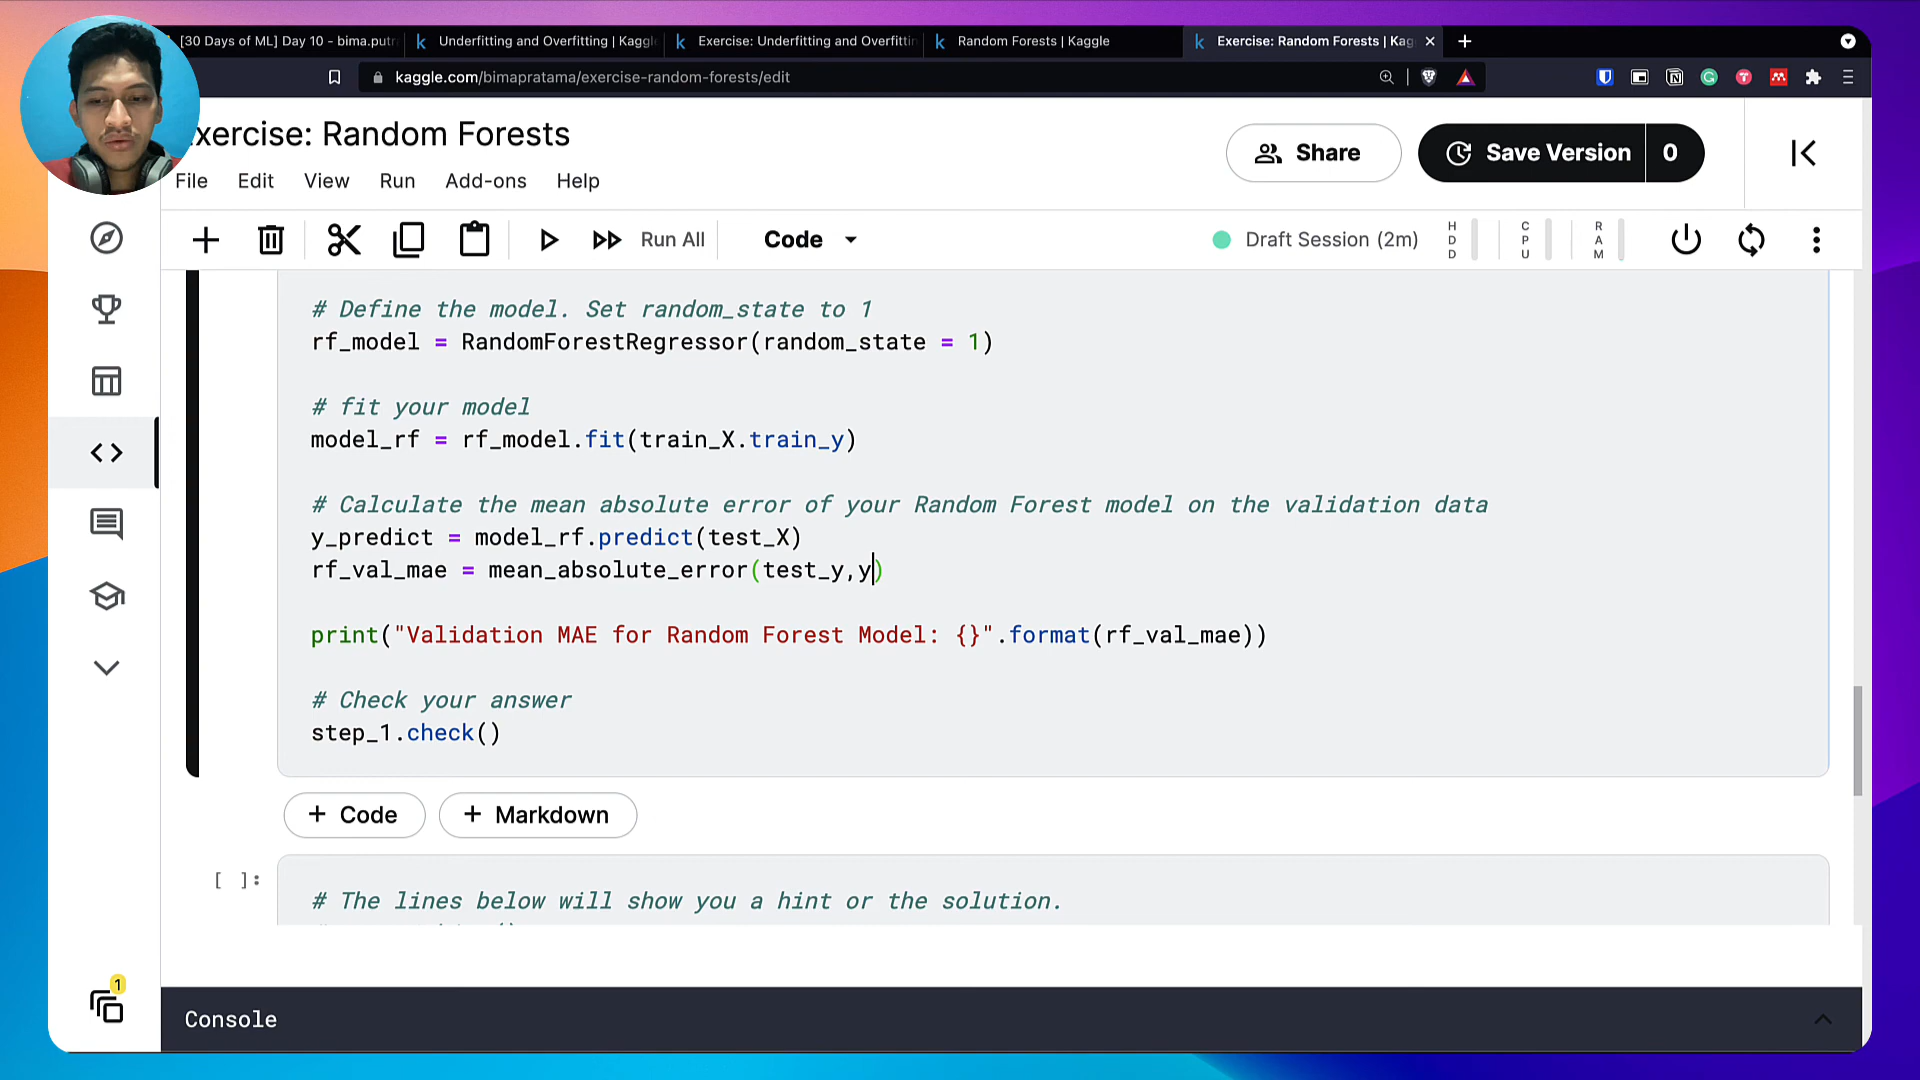 [30 Days of ML] Day 10 - bima.putr
Underfitting and Overfitting | Kaggl
Exercise: Underfitting and Overfittin
Random Forests | Kaggle
Exercise: Random Forests | Kag
kaggle.com/bimapratama/exercise-random-forests/edit
xercise: Random Forests
Share
Save Version
0
File
Edit
View
Run
Add-ons
Help
Run All
Code
Draft Session (2m)
HDD
CPU
RAM
# Define the model. Set random_state to 1
rf_model = RandomForestRegressor(random_state = 1)
# fit your model
model_rf = rf_model.fit(train_X.train_y)
# Calculate the mean absolute error of your Random Forest model on the validation data
y_predict = model_rf.predict(test_X)
rf_val_mae = mean_absolute_error(test_y,y)
print("Validation MAE for Random Forest Model: {}".format(rf_val_mae))
# Check your answer
step_1.check()
+ Code
+ Markdown
[ ]:
# The lines below will show you a hint or the solution.
1
Console